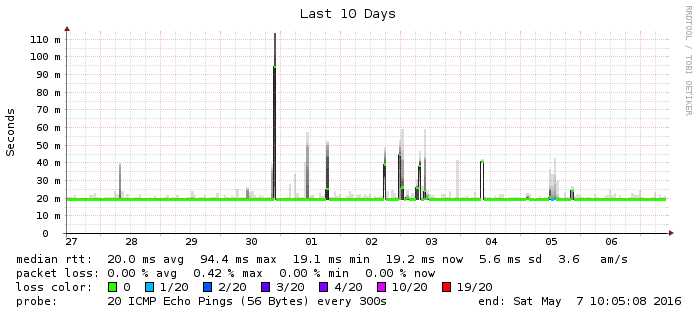 Last 10 Days
RRDTOOL / TOBI OETIKER
Seconds
110 m
100 m
90 m
80 m
70 m
60 m
50 m
40 m
30 m
20 m
10 m
0
27 28 29 30 01 02 03 04 05 06
median rtt: 20.0 ms avg 94.4 ms max 19.1 ms min 19.2 ms now 5.6 ms sd 3.6 am/s
packet loss: 0.00 % avg 0.42 % max 0.00 % min 0.00 % now
loss color: 0 1/20 2/20 3/20 4/20 10/20 19/20
probe: 20 ICMP Echo Pings (56 Bytes) every 300s end: Sat May 7 10:05:08 2016